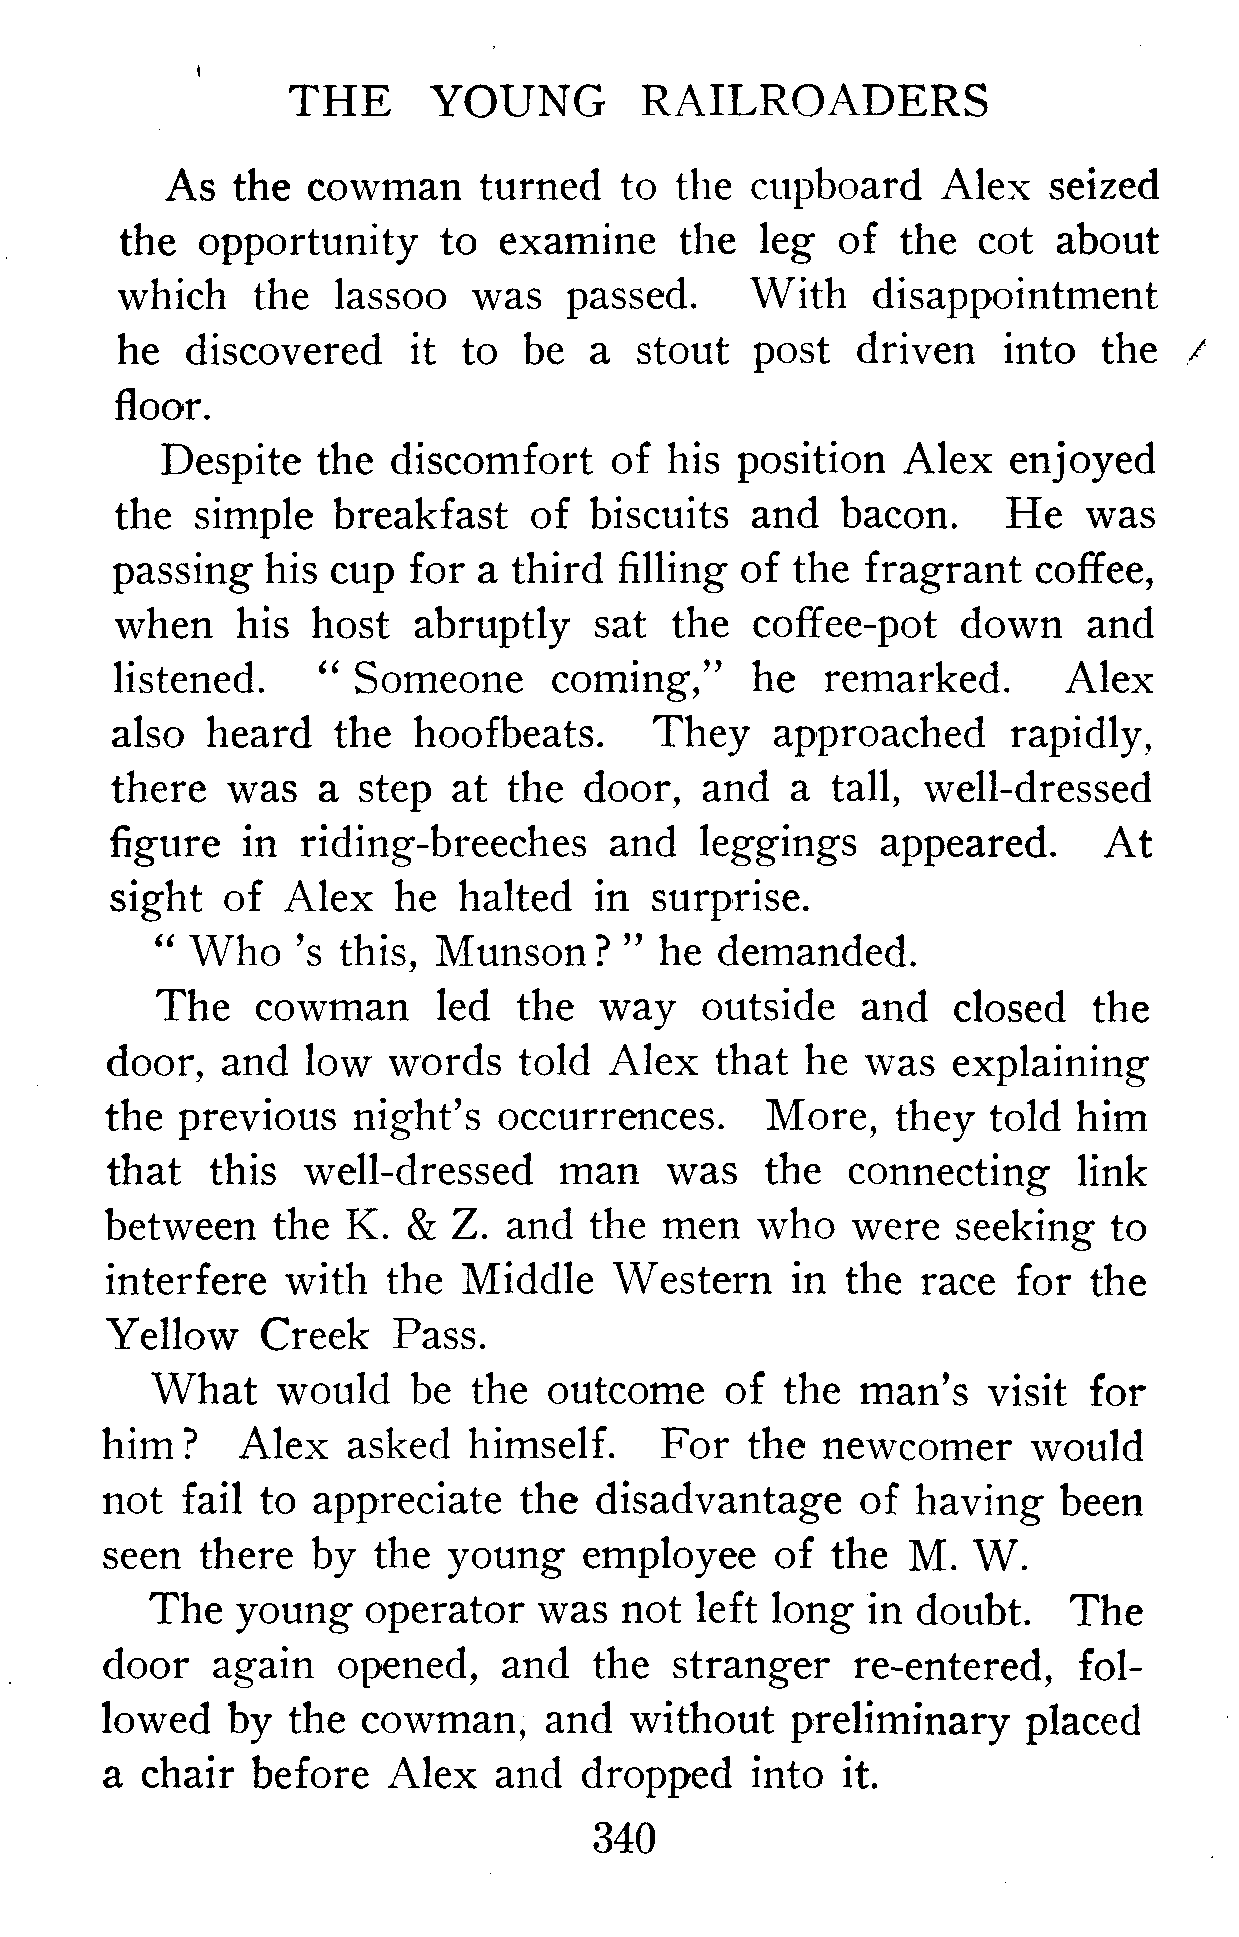 THE YOUNG RAILROADERS
As the cowman turned to the cupboard Alex seized
the opportunity to examine the leg of the cot about
which the lassoo was passed. With disappointment
he discovered it to be a stout post driven into the
floor.
Despite the discomfort of his position Alex enjoyed
the simple breakfast of biscuits and bacon. He was
passing his cup for a third filling of the fragrant coffee,
when his host abruptly sat the coffee-pot down and
listened. “ Someone coming,” he remarked. Alex
also heard the hoofbeats. They approached rapidly,
there was a step at the door, and a tall, well-dressed
figure in riding-breeches and leggings appeared. At
sight of Alex he halted in surprise.
“ Who 's this, Munson ? ” he demanded.
The cowman led the way outside and closed the
door, and low words told Alex that he was explaining
the previous night's occurrences. More, they told him
that this well-dressed man was the connecting link
between the K. & Z. and the men who were seeking to
interfere with the Middle Western in the race for the
Yellow Creek Pass.
What would be the outcome of the man's visit for
him ? Alex asked himself. For the newcomer would
not fail to appreciate the disadvantage of having been
seen there by the young employee of the M. W.
The young operator was not left long in doubt. The
door again opened, and the stranger re-entered, fol-
lowed by the cowman, and without preliminary placed
a chair before Alex and dropped into it.
340